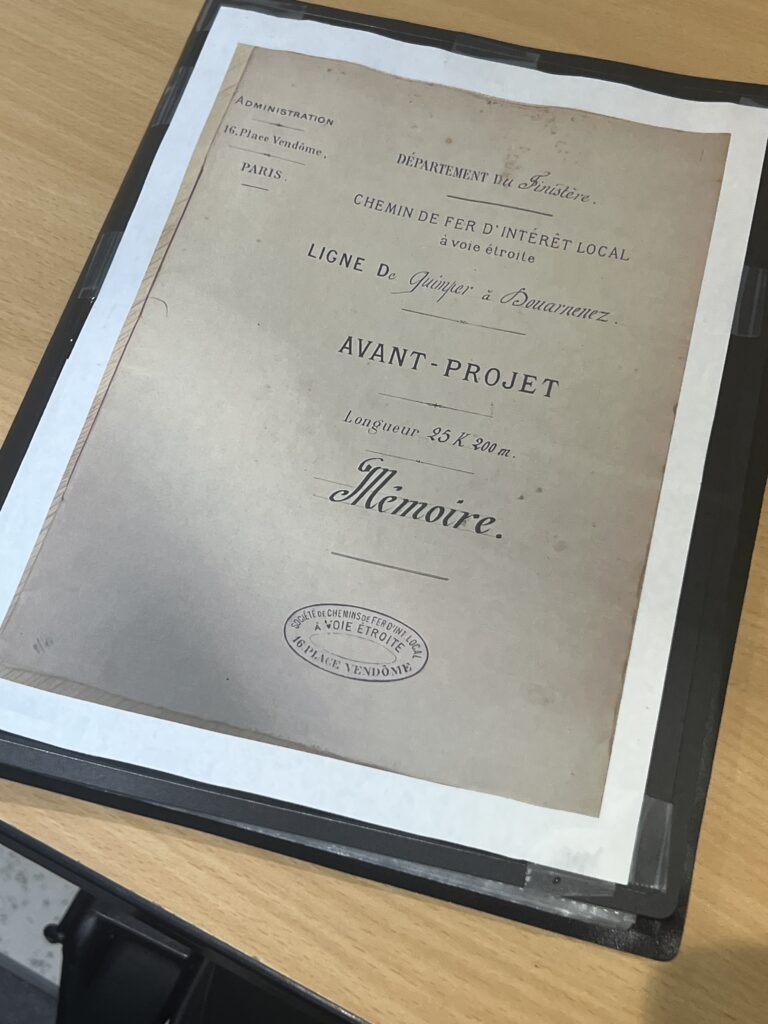 ADMINISTRATION
16, Place Vendôme,
PARIS.
DÉPARTEMENT DU Finistère.
CHEMIN DE FER D'INTÉRÊT LOCAL
à voie étroite
LIGNE De Quimper à Douarnenez.
AVANT-PROJET
Longueur 25 K 200 m.
Mémoire.
SOCIÉTÉ DE CHEMINS DE FER D'INT. LOCAL
À VOIE ÉTROITE
16 PLACE VENDÔME